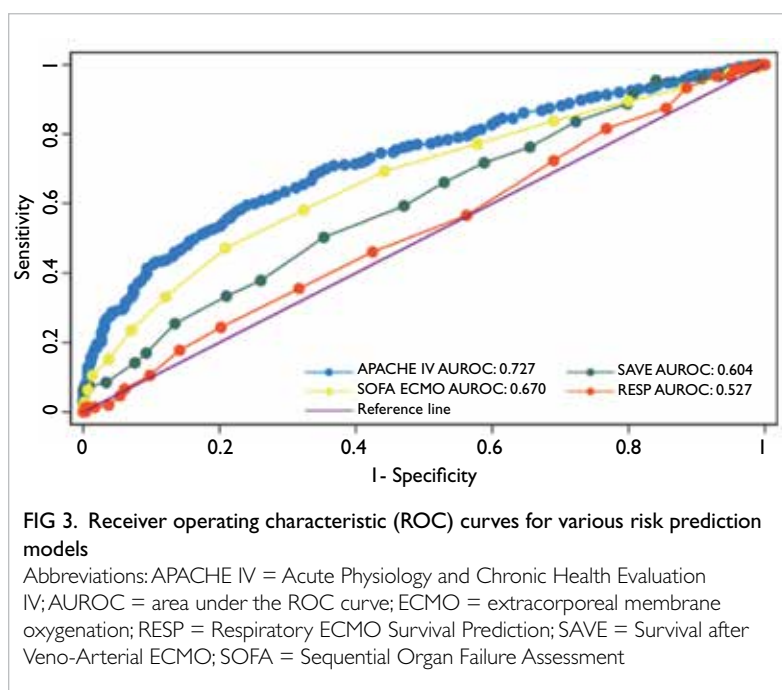 1
0.8
0.6
0.4
0.2
0
Sensitivity
APACHE IV AUROC: 0.727
SOFA ECMO AUROC: 0.670
Reference line
SAVE AUROC: 0.604
RESP AUROC: 0.527
0 0.2 0.4 0.6 0.8 1
1- Specificity
FIG 3. Receiver operating characteristic (ROC) curves for various risk prediction
models
Abbreviations: APACHE IV = Acute Physiology and Chronic Health Evaluation
IV; AUROC = area under the ROC curve; ECMO = extracorporeal membrane
oxygenation; RESP = Respiratory ECMO Survival Prediction; SAVE = Survival after
Veno-Arterial ECMO; SOFA = Sequential Organ Failure Assessment